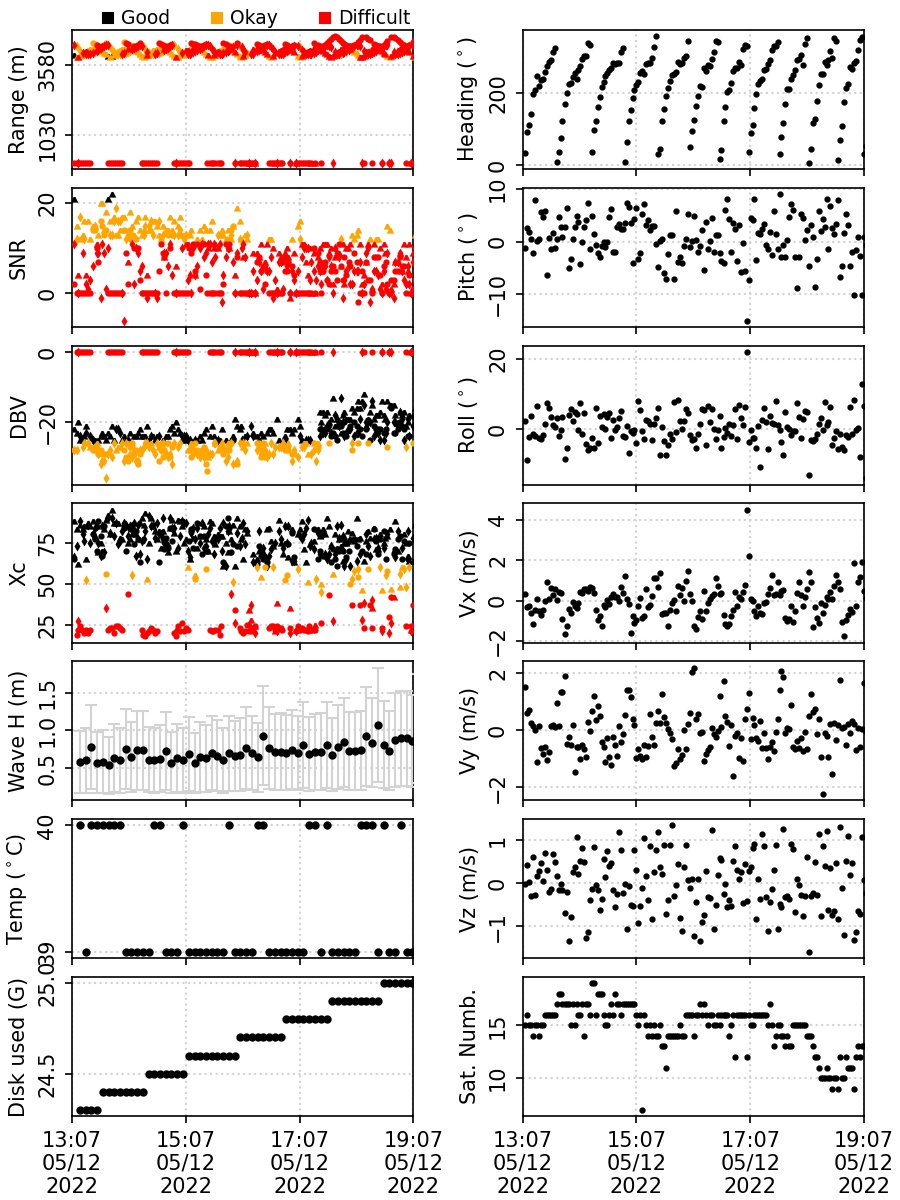 Good Okay Difficult
Range (m)
3580
1030
Heading (°)
200
0
SNR
20
0
Pitch (°)
10
0
−10
DBV
0
−20
Roll (°)
20
0
Xc
75
50
25
Vx (m/s)
4
2
0
−2
Wave H (m)
1.5
1.0
0.5
Vy (m/s)
2
0
−2
Temp (°C)
40
39
Vz (m/s)
1
0
−1
Disk used (G)
25.0
24.5
Sat. Numb.
15
10
13:07 15:07 17:07 19:07
05/12 05/12 05/12 05/12
2022 2022 2022 2022
13:07 15:07 17:07 19:07
05/12 05/12 05/12 05/12
2022 2022 2022 2022